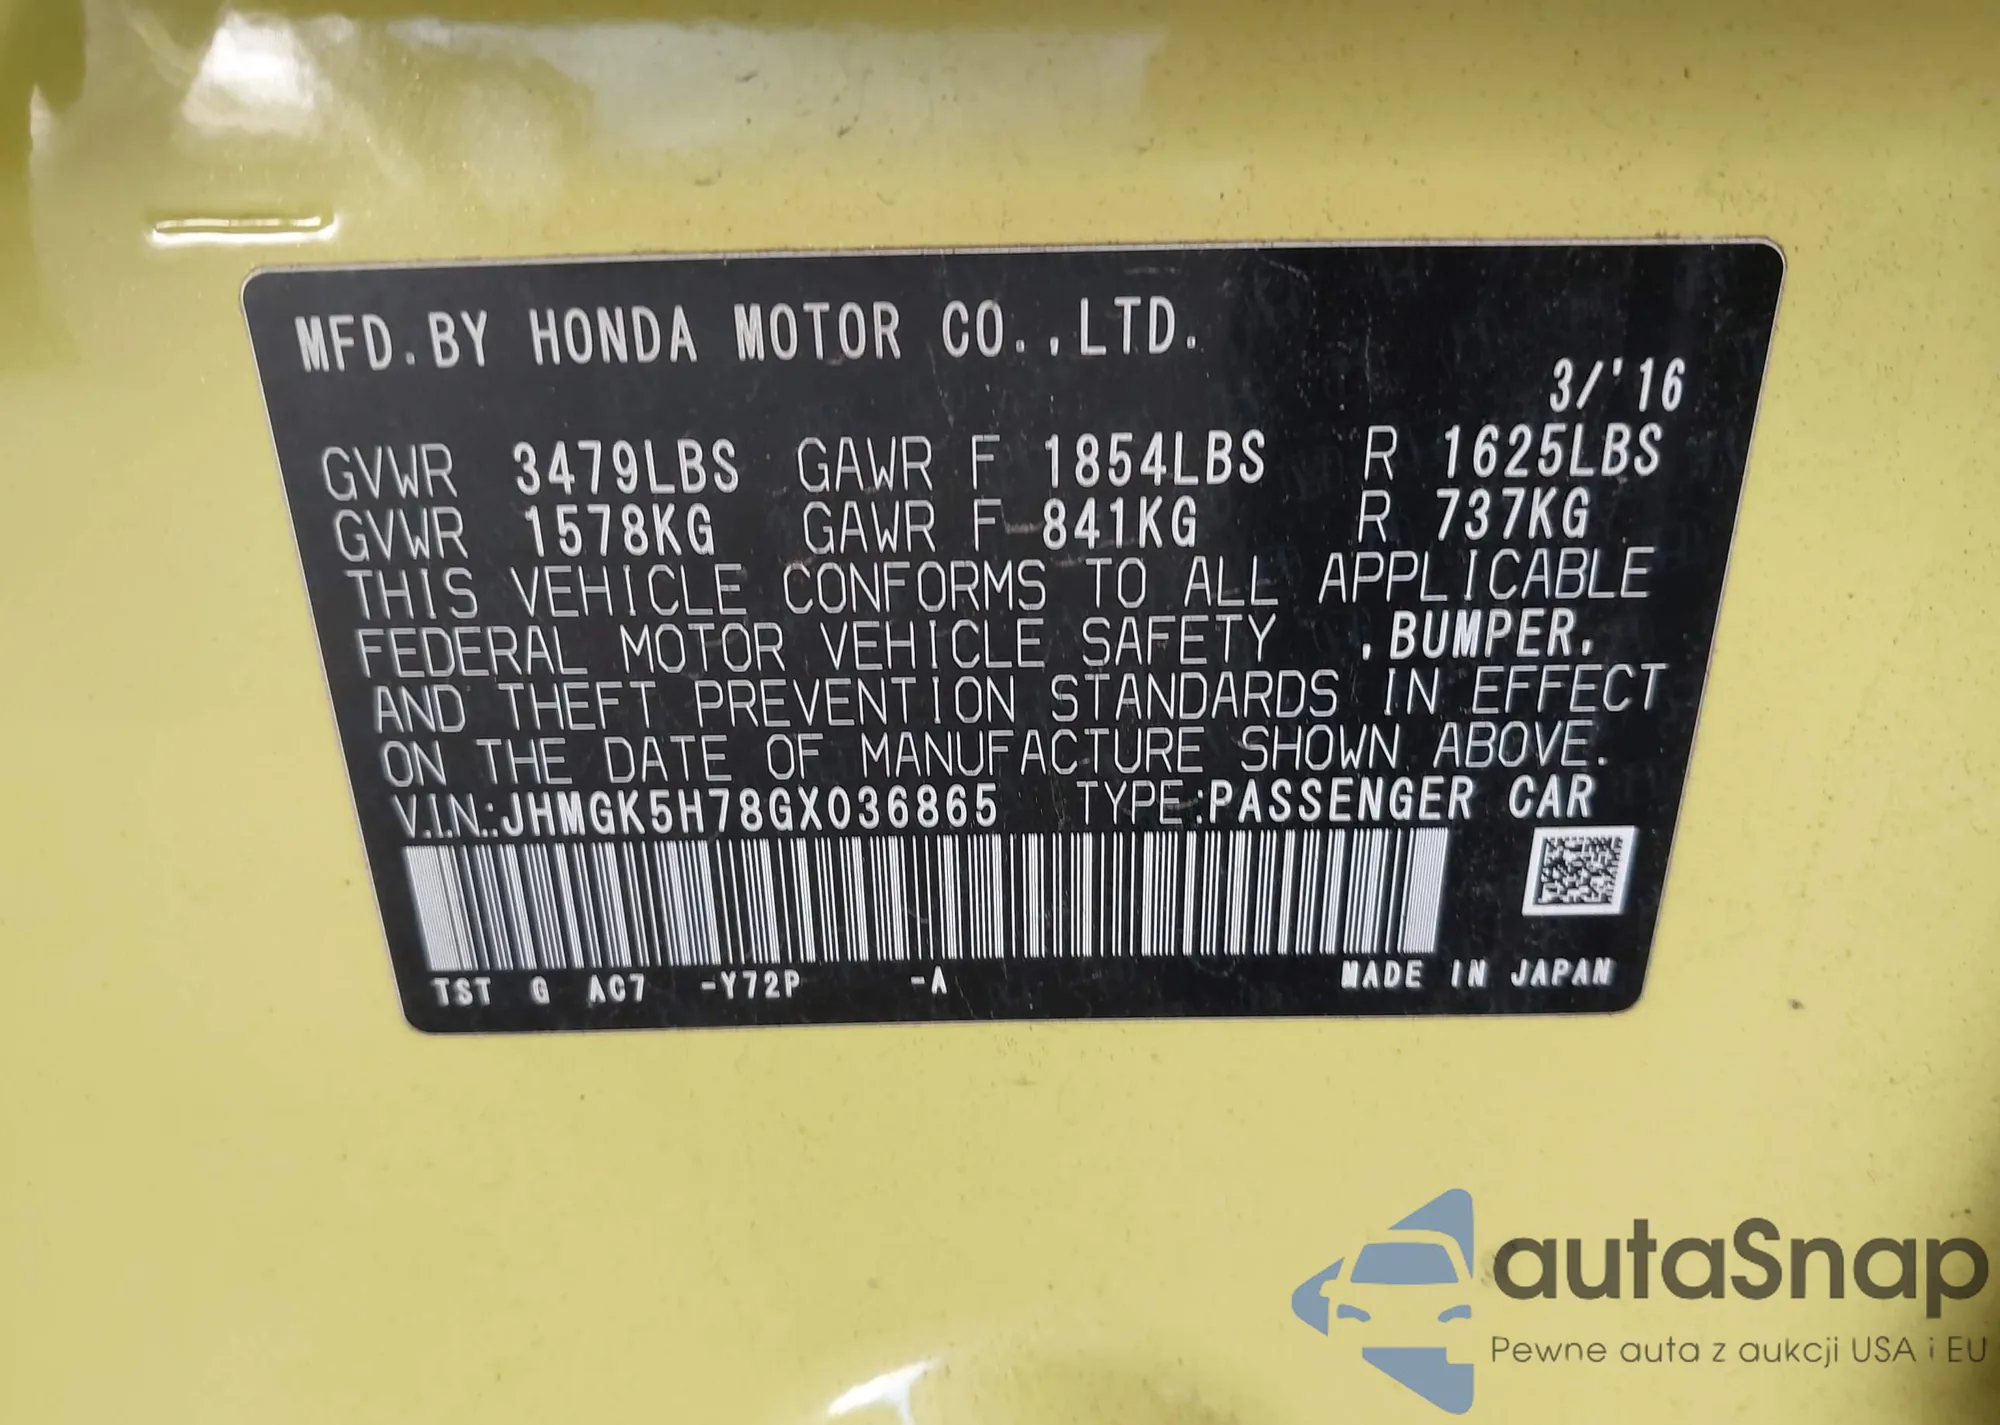 MFD.BY HONDA MOTOR CO.,LTD.
3/'16
GVWR 3479LBS GAWR F 1854LBS R 1625LBS
GVWR 1578KG GAWR F 841KG R 737KG
THIS VEHICLE CONFORMS TO ALL APPLICABLE
FEDERAL MOTOR VEHICLE SAFETY ,BUMPER,
AND THEFT PREVENTION STANDARDS IN EFFECT
ON THE DATE OF MANUFACTURE SHOWN ABOVE.
V.I.N.:JHMGK5H78GX036865 TYPE:PASSENGER CAR
TST G AC7 -Y72P -A MADE IN JAPAN
autaSnap
Pewne auta z aukcji USA i EU